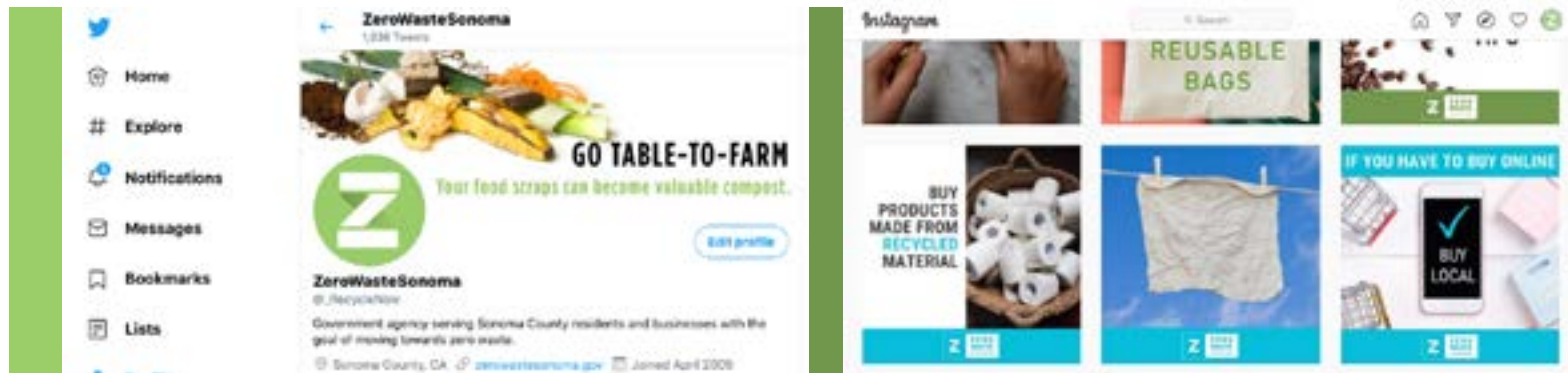 ZeroWasteSonoma
1,036 Tweets
Home
Explore
Notifications
Messages
Bookmarks
Lists
GO TABLE-TO-FARM
Your food scraps can become valuable compost.
Z
Edit profile
ZeroWasteSonoma
@_RecycleNow
Government agency serving Sonoma County residents and businesses with the
goal of moving towards zero waste.
Sonoma County, CA zerowastesonoma.gov Joined April 2009
Instagram
Search
REUSABLE
BAGS
Z
BUY
PRODUCTS
MADE FROM
RECYCLED
MATERIAL
Z
Z
IF YOU HAVE TO BUY ONLINE
BUY
LOCAL
Z